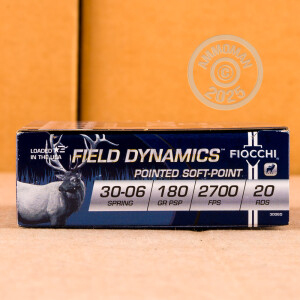 AMMOMAN
©
2025
LOADED
IN THE USA
FIELD DYNAMICS™
FIOCCHI
POINTED SOFT-POINT
30-06 180 2700 20
SPRING GR PSP FPS RDS